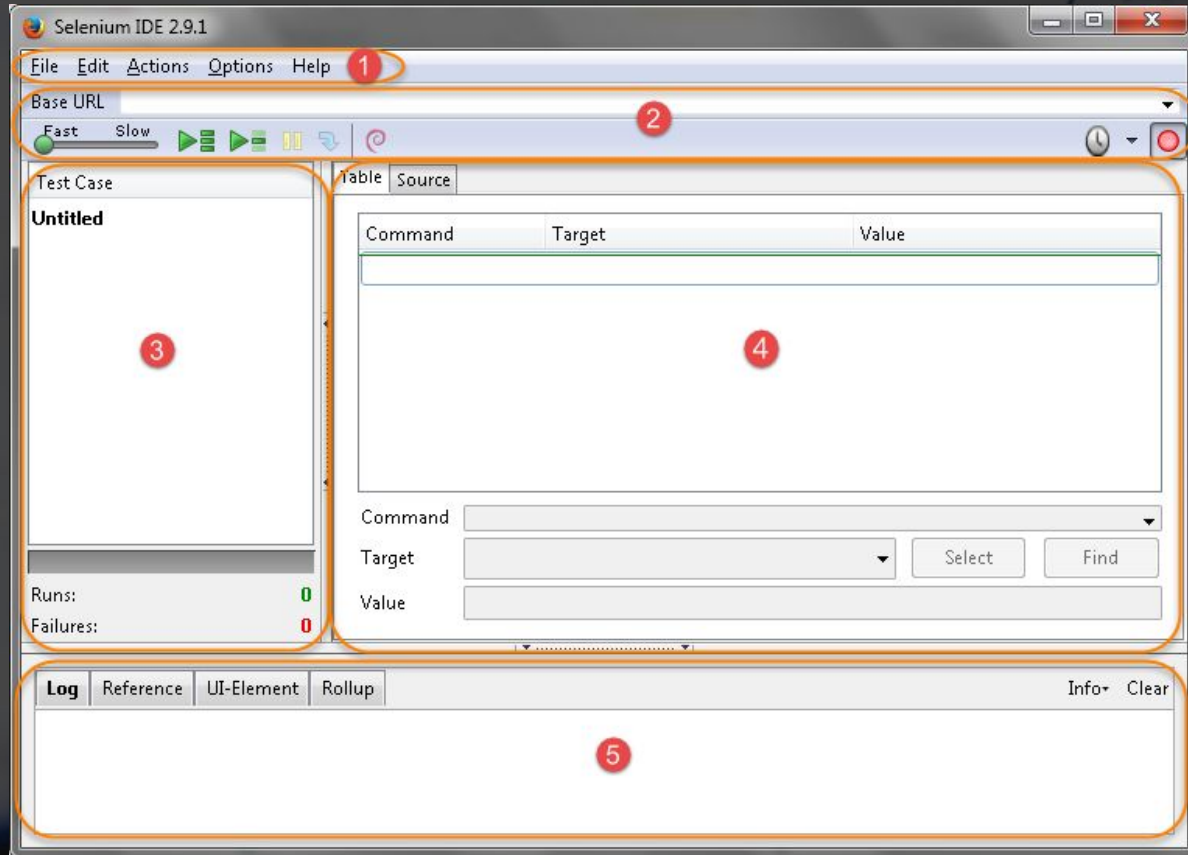 Selenium IDE 2.9.1
File Edit Actions Options Help 1
Base URL
2
Fast Slow
Test Case
Untitled
3
Runs: 0
Failures: 0
Table Source
Command Target Value
4
Command
Target Select Find
Value
Log Reference UI-Element Rollup Info Clear
5